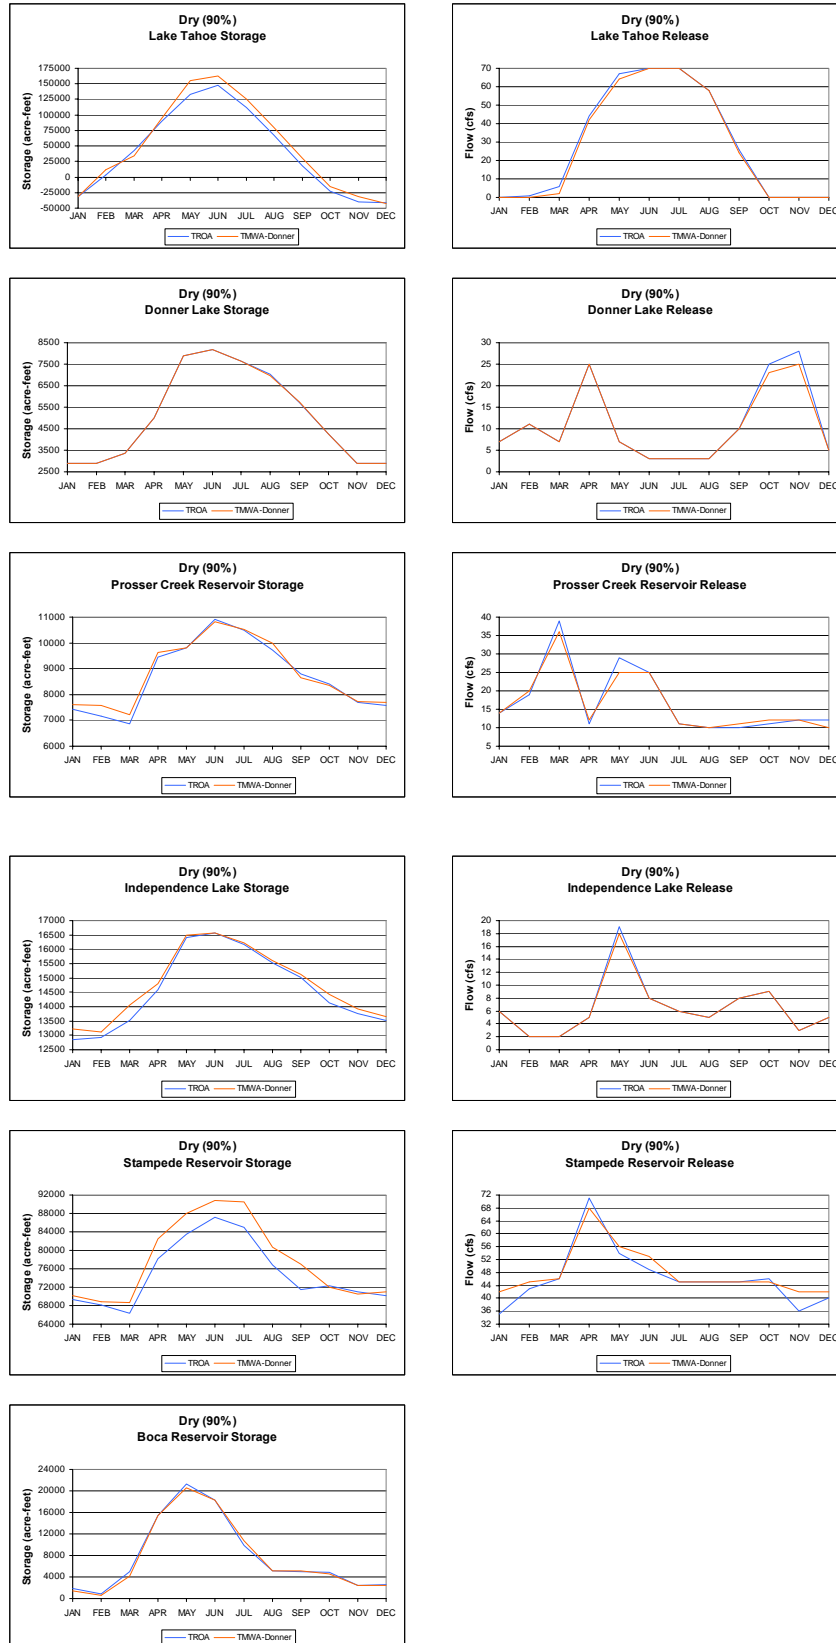 Dry (90%)
Lake Tahoe Storage
Storage (acre-feet)
175000
150000
125000
100000
75000
50000
25000
0
-25000
-50000
JAN FEB MAR APR MAY JUN JUL AUG SEP OCT NOV DEC
TROA TMWA-Donner
Dry (90%)
Lake Tahoe Release
Flow (cfs)
70
60
50
40
30
20
10
0
JAN FEB MAR APR MAY JUN JUL AUG SEP OCT NOV DEC
TROA TMWA-Donner
Dry (90%)
Donner Lake Storage
Storage (acre-feet)
8500
7500
6500
5500
4500
3500
2500
JAN FEB MAR APR MAY JUN JUL AUG SEP OCT NOV DEC
TROA TMWA-Donner
Dry (90%)
Donner Lake Release
Flow (cfs)
30
25
20
15
10
5
0
JAN FEB MAR APR MAY JUN JUL AUG SEP OCT NOV DEC
TROA TMWA-Donner
Dry (90%)
Prosser Creek Reservoir Storage
Storage (acre-feet)
11000
10000
9000
8000
7000
6000
JAN FEB MAR APR MAY JUN JUL AUG SEP OCT NOV DEC
TROA TMWA-Donner
Dry (90%)
Prosser Creek Reservoir Release
Flow (cfs)
40
35
30
25
20
15
10
5
JAN FEB MAR APR MAY JUN JUL AUG SEP OCT NOV DEC
TROA TMWA-Donner
Dry (90%)
Independence Lake Storage
Storage (acre-feet)
17000
16500
16000
15500
15000
14500
14000
13500
13000
12500
JAN FEB MAR APR MAY JUN JUL AUG SEP OCT NOV DEC
TROA TMWA-Donner
Dry (90%)
Independence Lake Release
Flow (cfs)
20
18
16
14
12
10
8
6
4
2
0
JAN FEB MAR APR MAY JUN JUL AUG SEP OCT NOV DEC
TROA TMWA-Donner
Dry (90%)
Stampede Reservoir Storage
Storage (acre-feet)
92000
88000
84000
80000
76000
72000
68000
64000
JAN FEB MAR APR MAY JUN JUL AUG SEP OCT NOV DEC
TROA TMWA-Donner
Dry (90%)
Stampede Reservoir Release
Flow (cfs)
72
68
64
60
56
52
48
44
40
36
32
JAN FEB MAR APR MAY JUN JUL AUG SEP OCT NOV DEC
TROA TMWA-Donner
Dry (90%)
Boca Reservoir Storage
Storage (acre-feet)
24000
20000
16000
12000
8000
4000
0
JAN FEB MAR APR MAY JUN JUL AUG SEP OCT NOV DEC
TROA TMWA-Donner